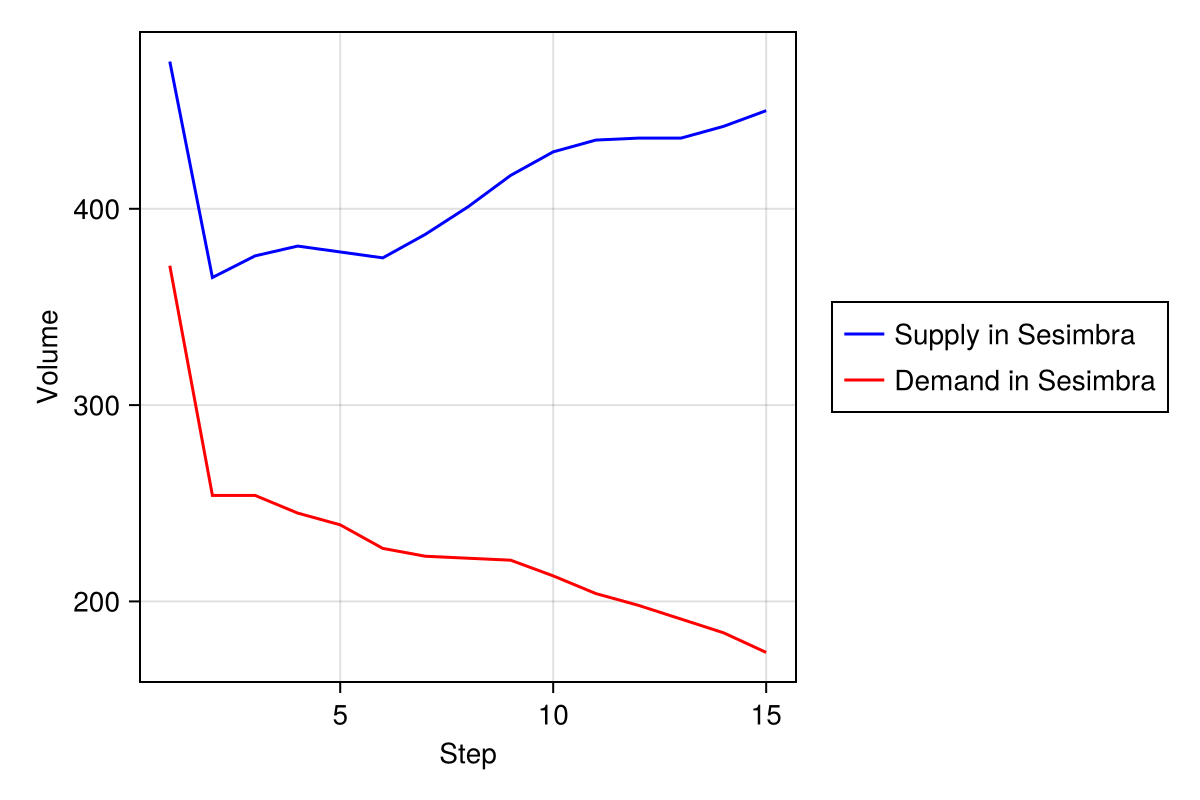 400
300
200
Volume
5 10 15
Step
Supply in Sesimbra
Demand in Sesimbra